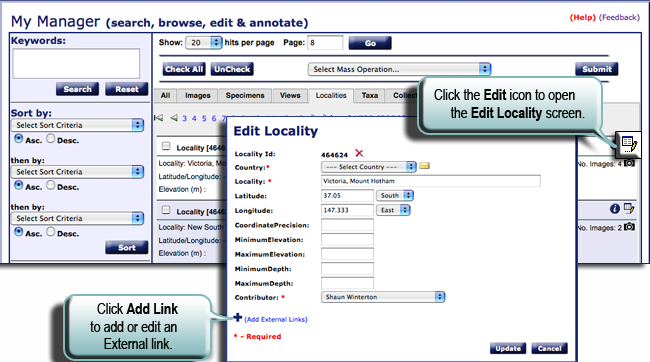 My Manager (search, browse, edit & annotate)
(Help) (Feedback)
Keywords:
Search Reset
Sort by:
Select Sort Criteria
Asc. Desc.
then by:
Select Sort Criteria
Asc. Desc.
then by:
Select Sort Criteria
Asc. Desc.
Sort
Show: 20 hits per page Page: 8 Go
Check All UnCheck Select Mass Operation... Submit
All Images Specimens Views Localities Taxa
3 4 5 6
Click the Edit icon to open
the Edit Locality screen.
Locality [4646
Locality: Victoria, M
Latitude/Longitude:
Elevation (m) :
No. Images: 4
Locality [4646
Locality: New South
Latitude/Longitude:
Elevation (m) :
No. Images: 2
Edit Locality
Locality Id: 464624
Country:* --- Select Country ---
Locality: * Victoria, Mount Hotham
Latitude: 37.05 South
Longitude: 147.333 East
CoordinatePrecision:
MinimumElevation:
MaximumElevation:
MinimumDepth:
MaximumDepth:
Contributor: * Shaun Winterton
(Add External Links)
* - Required
Update Cancel
Click Add Link
to add or edit an
External link.